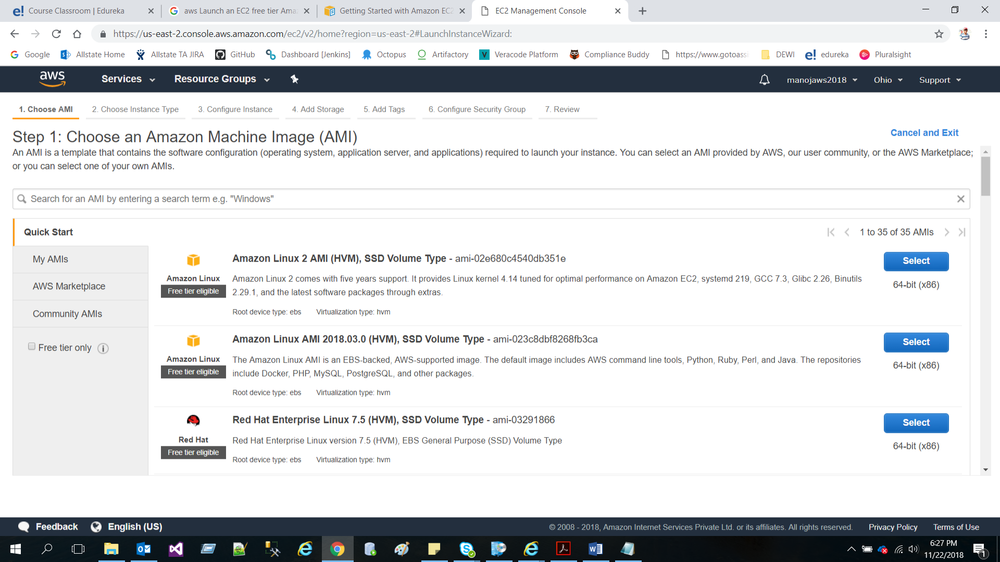 Course Classroom | Edureka
aws Launch an EC2 free tier Ama
Getting Started with Amazon EC2
EC2 Management Console
https://us-east-2.console.aws.amazon.com/ec2/v2/home?region=us-east-2#LaunchInstanceWizard:
Google
Allstate Home
Allstate TA JIRA
GitHub
Dashboard [Jenkins]
Octopus
Artifactory
Veracode Platform
Compliance Buddy
https://www.gotoassi
DEWI
edureka
Pluralsight
aws
Services
Resource Groups
manojaws2018
Ohio
Support
1. Choose AMI
2. Choose Instance Type
3. Configure Instance
4. Add Storage
5. Add Tags
6. Configure Security Group
7. Review
Step 1: Choose an Amazon Machine Image (AMI)
Cancel and Exit
An AMI is a template that contains the software configuration (operating system, application server, and applications) required to launch your instance. You can select an AMI provided by AWS, our user community, or the AWS Marketplace;
or you can select one of your own AMIs.
Search for an AMI by entering a search term e.g. "Windows"
Quick Start
My AMIs
AWS Marketplace
Community AMIs
Free tier only
1 to 35 of 35 AMIs
Amazon Linux
Free tier eligible
Amazon Linux 2 AMI (HVM), SSD Volume Type - ami-02e680c4540db351e
Amazon Linux 2 comes with five years support. It provides Linux kernel 4.14 tuned for optimal performance on Amazon EC2, systemd 219, GCC 7.3, Glibc 2.26, Binutils
2.29.1, and the latest software packages through extras.
Root device type: ebs Virtualization type: hvm
Select
64-bit (x86)
Amazon Linux
Free tier eligible
Amazon Linux AMI 2018.03.0 (HVM), SSD Volume Type - ami-023c8dbf8268fb3ca
The Amazon Linux AMI is an EBS-backed, AWS-supported image. The default image includes AWS command line tools, Python, Ruby, Perl, and Java. The repositories
include Docker, PHP, MySQL, PostgreSQL, and other packages.
Root device type: ebs Virtualization type: hvm
Select
64-bit (x86)
Red Hat
Free tier eligible
Red Hat Enterprise Linux 7.5 (HVM), SSD Volume Type - ami-03291866
Red Hat Enterprise Linux version 7.5 (HVM), EBS General Purpose (SSD) Volume Type
Root device type: ebs Virtualization type: hvm
Select
64-bit (x86)
Feedback
English (US)
© 2008 - 2018, Amazon Internet Services Private Ltd. or its affiliates. All rights reserved.
Privacy Policy
Terms of Use
6:27 PM
11/22/2018
1